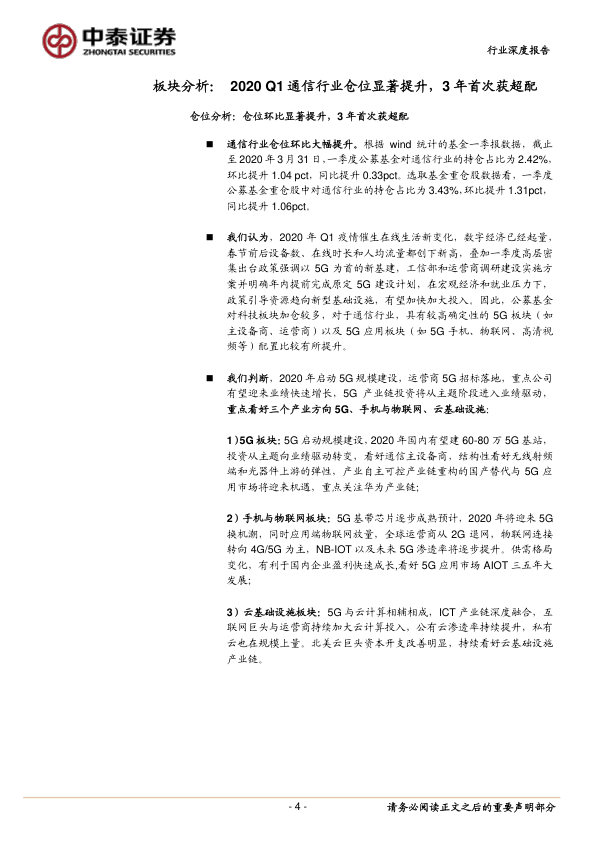 中泰证券
ZHONGTAI SECURITIES
行业深度报告
板块分析： 2020 Q1 通信行业仓位显著提升，3 年首次获超配
仓位分析：仓位环比显著提升，3 年首次获超配
■ 通信行业仓位环比大幅提升。根据 wind 统计的基金一季报数据，截止
至 2020 年 3 月 31 日，一季度公募基金对通信行业的持仓占比为 2.42%，
环比提升 1.04 pct，同比提升 0.33pct。选取基金重仓股数据看，一季度
公募基金重仓股中对通信行业的持仓占比为 3.43%，环比提升 1.31pct，
同比提升 1.06pct。
■ 我们认为，2020 年 Q1 疫情催生在线生活新变化，数字经济已经起量，
春节前后设备数、在线时长和人均流量都创下新高，叠加一季度高层密
集出台政策强调以 5G 为首的新基建，工信部和运营商调研建设实施方
案并明确年内提前完成原定 5G 建设计划，在宏观经济和就业压力下，
政策引导资源趋向新型基础设施，有望加快加大投入。因此，公募基金
对科技板块加仓较多，对于通信行业，具有较高确定性的 5G 板块（如
主设备商、运营商）以及 5G 应用板块（如 5G 手机、物联网、高清视
频等）配置比较有所提升。
■ 我们判断，2020 年启动 5G 规模建设，运营商 5G 招标落地，重点公司
有望迎来业绩快速增长，5G 产业链投资将从主题阶段进入业绩驱动，
重点看好三个产业方向 5G、手机与物联网、云基础设施：
1）5G 板块：5G 启动规模建设，2020 年国内有望建 60-80 万 5G 基站，
投资从主题向业绩驱动转变，看好通信主设备商，结构性看好无线射频
端和光器件上游的弹性，产业自主可控产业链重构的国产替代与 5G 应
用市场将迎来机遇，重点关注华为产业链；
2）手机与物联网板块：5G 基带芯片逐步成熟预计，2020 年将迎来 5G
换机潮，同时应用端物联网放量，全球运营商从 2G 退网，物联网连接
转向 4G/5G 为主，NB-IOT 以及未来 5G 渗透率将逐步提升。供需格局
变化，有利于国内企业盈利快速成长,看好 5G 应用市场 AIOT 三五年大
发展；
3）云基础设施板块：5G 与云计算相辅相成，ICT 产业链深度融合，互
联网巨头与运营商持续加大云计算投入，公有云渗透率持续提升，私有
云也在规模上量。北美云巨头资本开支改善明显，持续看好云基础设施
产业链。
- 4 -
请务必阅读正文之后的重要声明部分